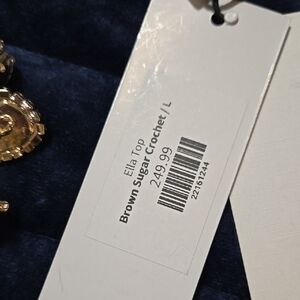 Ella Top
Brown Sugar Crochet / L
249.99
22161244